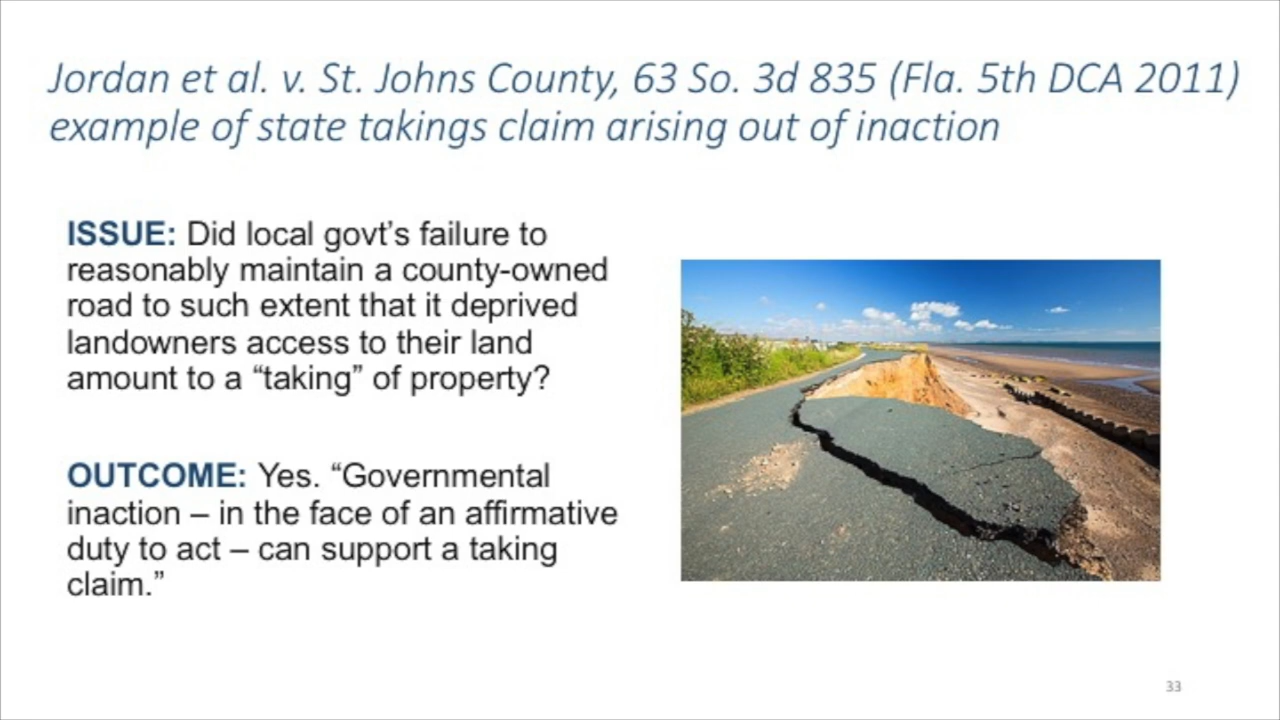 Jordan et al. v. St. Johns County, 63 So. 3d 835 (Fla. 5th DCA 2011)
example of state takings claim arising out of inaction
ISSUE: Did local govt’s failure to
reasonably maintain a county-owned
road to such extent that it deprived
landowners access to their land
amount to a “taking” of property?
OUTCOME: Yes. “Governmental
inaction – in the face of an affirmative
duty to act – can support a taking
claim.”
33